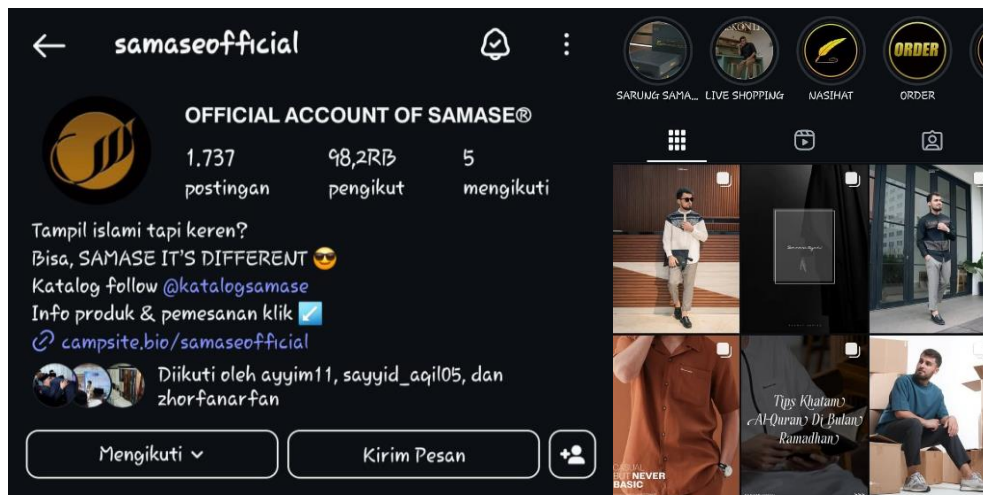 samaseofficial
OFFICIAL ACCOUNT OF SAMASE®
1.737 98,2RB 5
postingan pengikut mengikuti
Tampil islami tapi keren?
Bisa, SAMASE IT'S DIFFERENT 😎
Katalog follow @katalogsamase
Info produk & pemesanan klik ↙️
campsite.bio/samaseofficial
Diikuti oleh ayyim11, sayyid_aqil05, dan
zhorfanarfan
Mengikuti
Kirim Pesan
ORDER
SARUNG SAMA... LIVE SHOPPING NASIHAT ORDER
CASUAL
BUT NEVER
BASIC
Tips Khatam
Al-Quran Di Bulan
Ramadhan